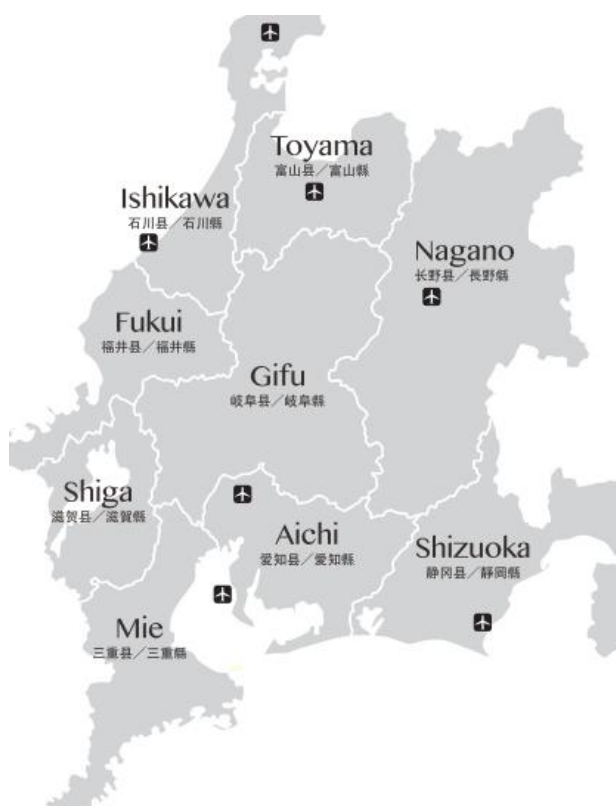 Toyama
富山县／富山縣
Ishikawa
石川县／石川縣
Nagano
长野县／長野縣
Fukui
福井县／福井縣
Gifu
岐阜县／岐阜縣
Shiga
滋贺县／滋賀縣
Aichi
爱知县／愛知縣
Shizuoka
静冈县／靜岡縣
Mie
三重县／三重縣